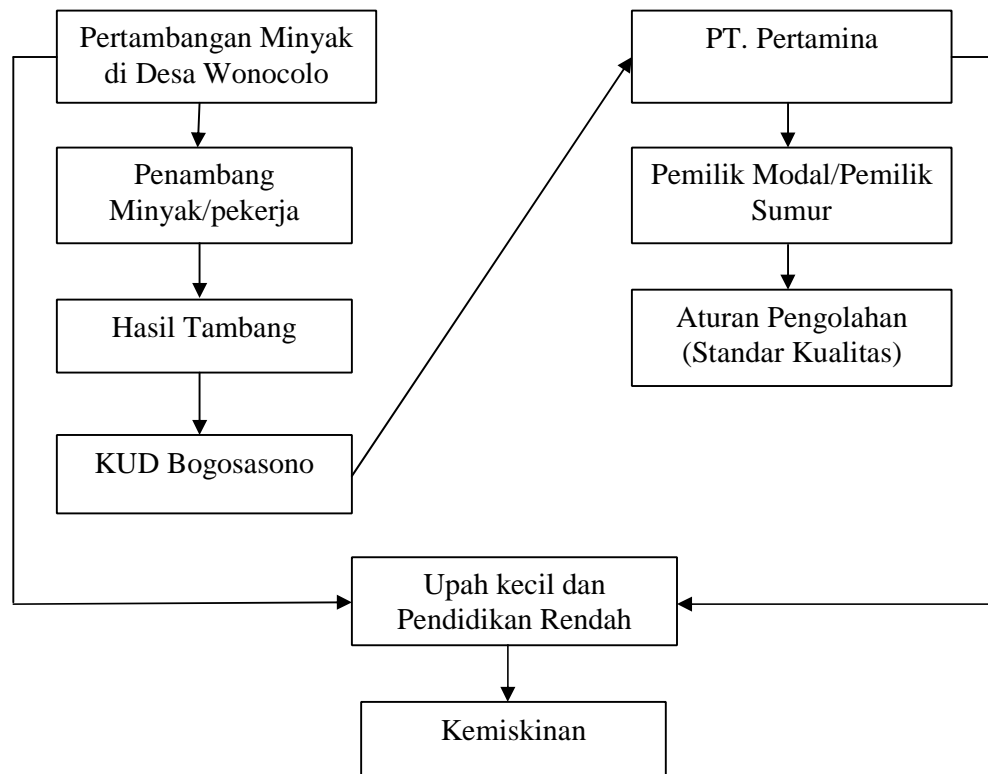 Pertambangan Minyak
di Desa Wonocolo
Penambang
Minyak/pekerja
Hasil Tambang
KUD Bogosasono
PT. Pertamina
Pemilik Modal/Pemilik
Sumur
Aturan Pengolahan
(Standar Kualitas)
Upah kecil dan
Pendidikan Rendah
Kemiskinan